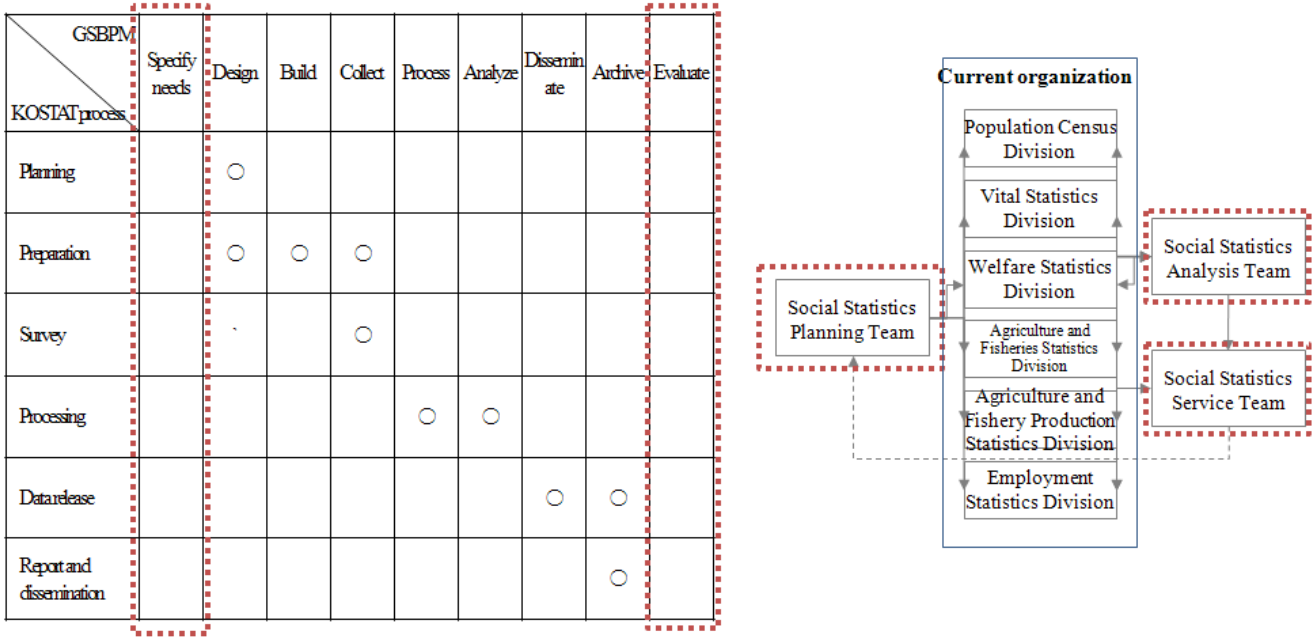 GSBPM
KOSTAT process
Specify
needs
Design
Build
Collect
Process
Analyze
Dissemin
ate
Archive
Evaluate
Planning
◯
Preparation
◯ ◯ ◯
Survey
` ◯
Processing
◯ ◯
Data release
◯ ◯
Report and
dissemination
◯
Current organization
Population Census
Division
Vital Statistics
Division
Welfare Statistics
Division
Agriculture and
Fisheries Statistics
Division
Agriculture and
Fishery Production
Statistics Division
Employment
Statistics Division
Social Statistics
Planning Team
Social Statistics
Analysis Team
Social Statistics
Service Team